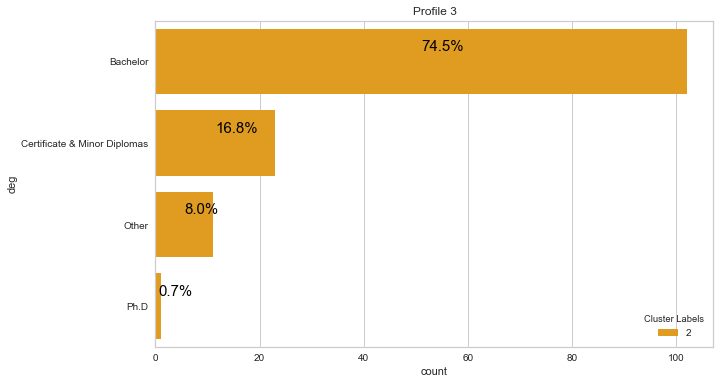 Profile 3
Bachelor
74.5%
Certificate & Minor Diplomas
16.8%
deg
Other
8.0%
Ph.D
0.7%
Cluster Labels
2
0 20 40 60 80 100
count